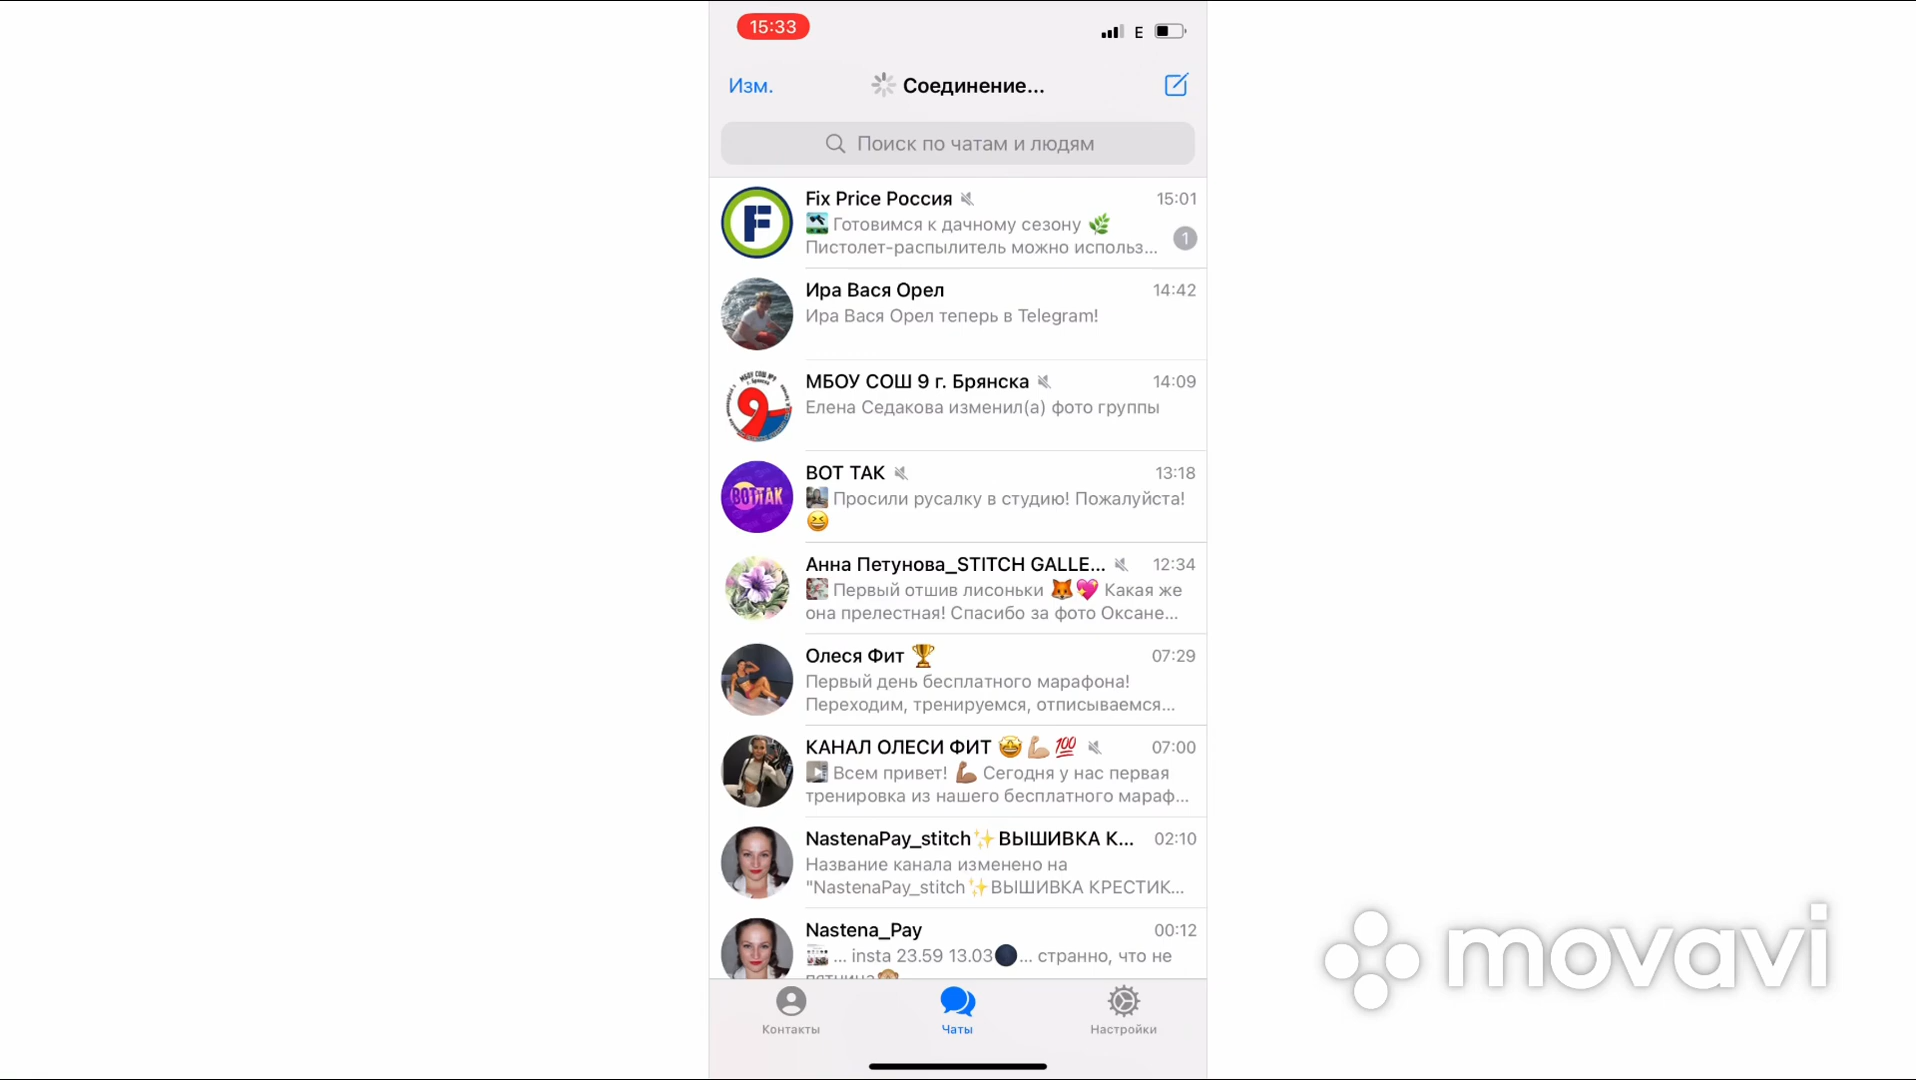 15:33
E
Изм.
Соединение...
Поиск по чатам и людям
Fix Price Россия
15:01
Готовимся к дачному сезону 🌿
Пистолет-распылитель можно использ...
1
Ира Вася Орел
14:42
Ира Вася Орел теперь в Telegram!
МБОУ СОШ 9 г. Брянска
14:09
Елена Седакова изменил(а) фото группы
ВОТ ТАК
13:18
ВОТ ТАК
Просили русалку в студию! Пожалуйста!
😆
Анна Петунова_STITCH GALLE...
12:34
Первый отшив лисоньки 🦊💖 Какая же
она прелестная! Спасибо за фото Оксане...
Олеся Фит 🏆
07:29
Первый день бесплатного марафона!
Переходим, тренируемся, отписываемся...
КАНАЛ ОЛЕСИ ФИТ 🤩💪🏼💯
07:00
Всем привет! 💪🏽 Сегодня у нас первая
тренировка из нашего бесплатного мараф...
NastenaPay_stitch✨ВЫШИВКА К...
02:10
Название канала изменено на
"NastenaPay_stitch✨ВЫШИВКА КРЕСТИК...
Nastena_Pay
00:12
... insta 23.59 13.03🌑... странно, что не
пятница🙈
Контакты
Чаты
Настройки
movavi